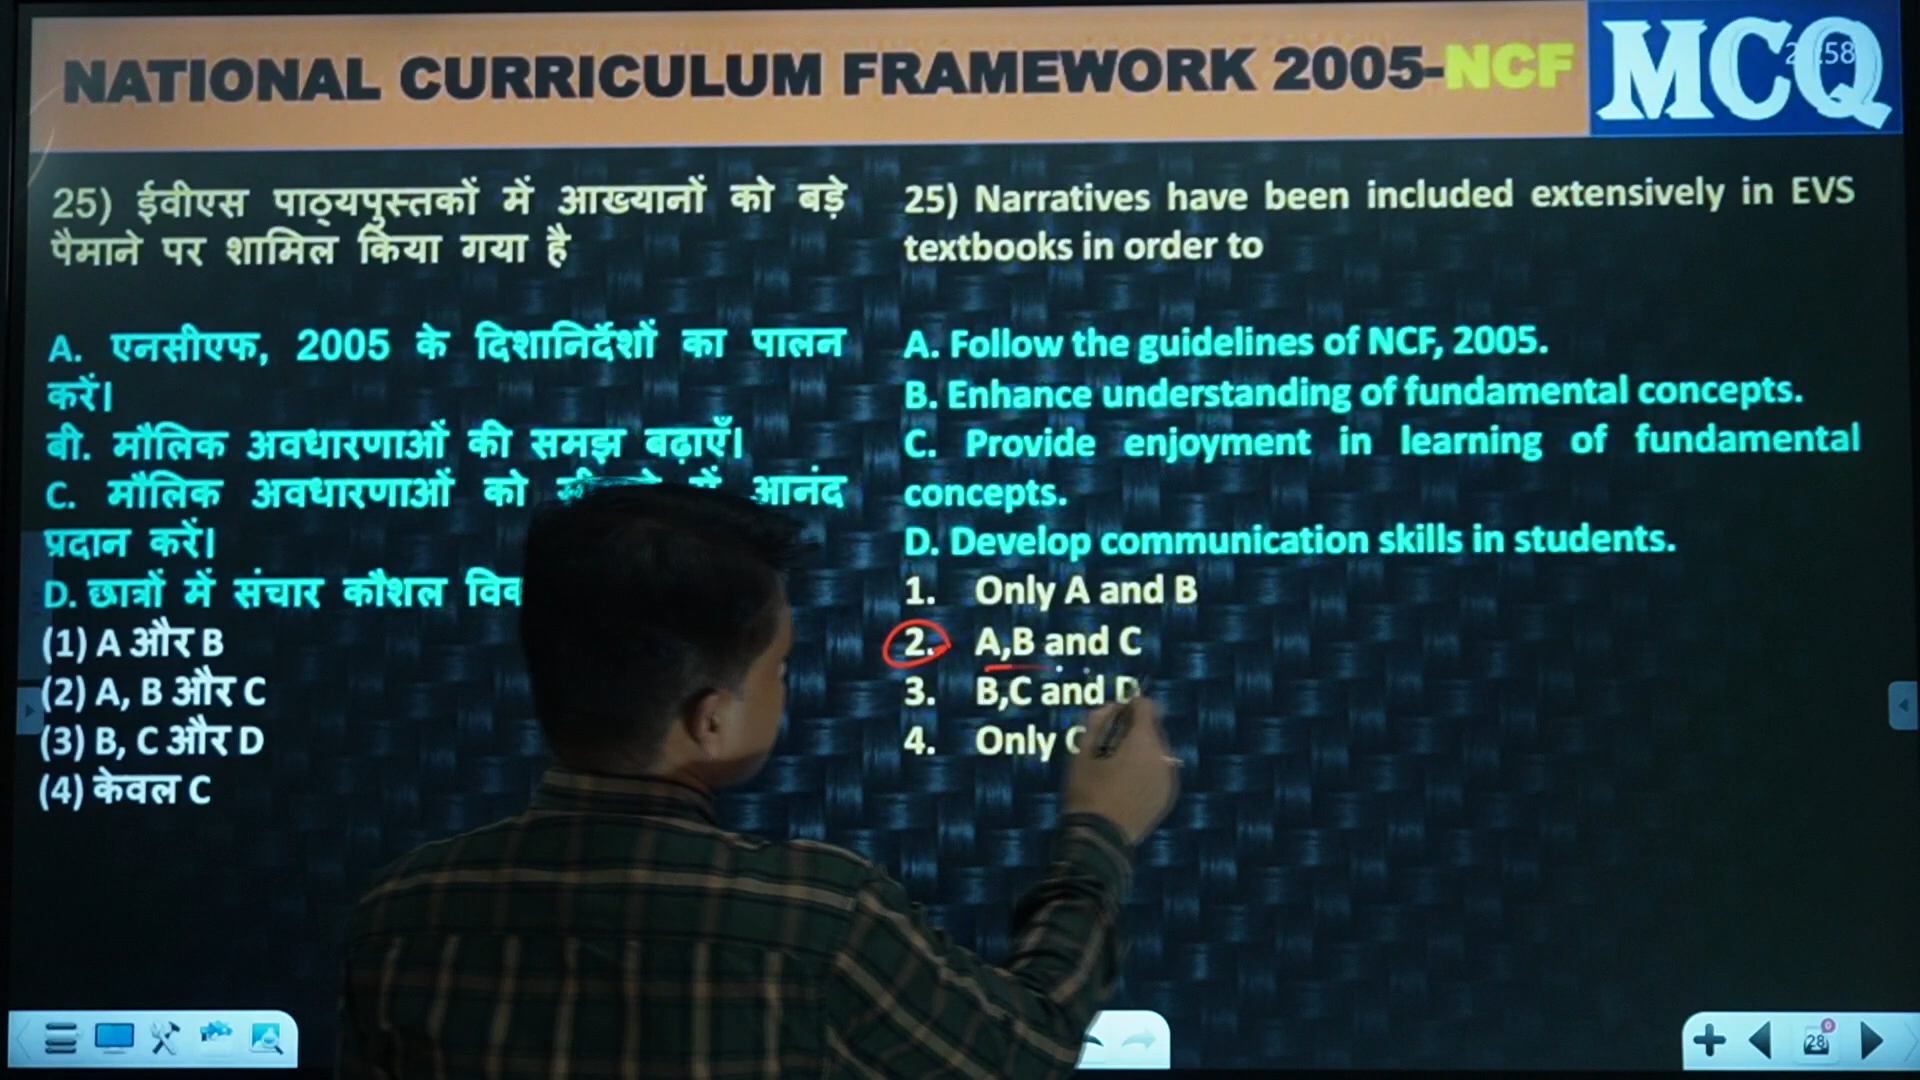 NATIONAL CURRICULUM FRAMEWORK 2005-NCF
MCQ
25) ईवीएस पाठ्यपुस्तकों में आख्यानों को बड़े
पैमाने पर शामिल किया गया है
A. एनसीएफ, 2005 के दिशानिर्देशों का पालन
करें।
बी. मौलिक अवधारणाओं की समझ बढ़ाएँ।
C. मौलिक अवधारणाओं को में आनंद
प्रदान करें।
D. छात्रों में संचार कौशल
(1) A और B
(2) A, B और C
(3) B, C और D
(4) केवल C
25) Narratives have been included extensively in EVS
textbooks in order to
A. Follow the guidelines of NCF, 2005.
B. Enhance understanding of fundamental concepts.
C. Provide enjoyment in learning of fundamental
concepts.
D. Develop communication skills in students.
1. Only A and B
2. A,B and C
3. B,C and D
4. Only C
28